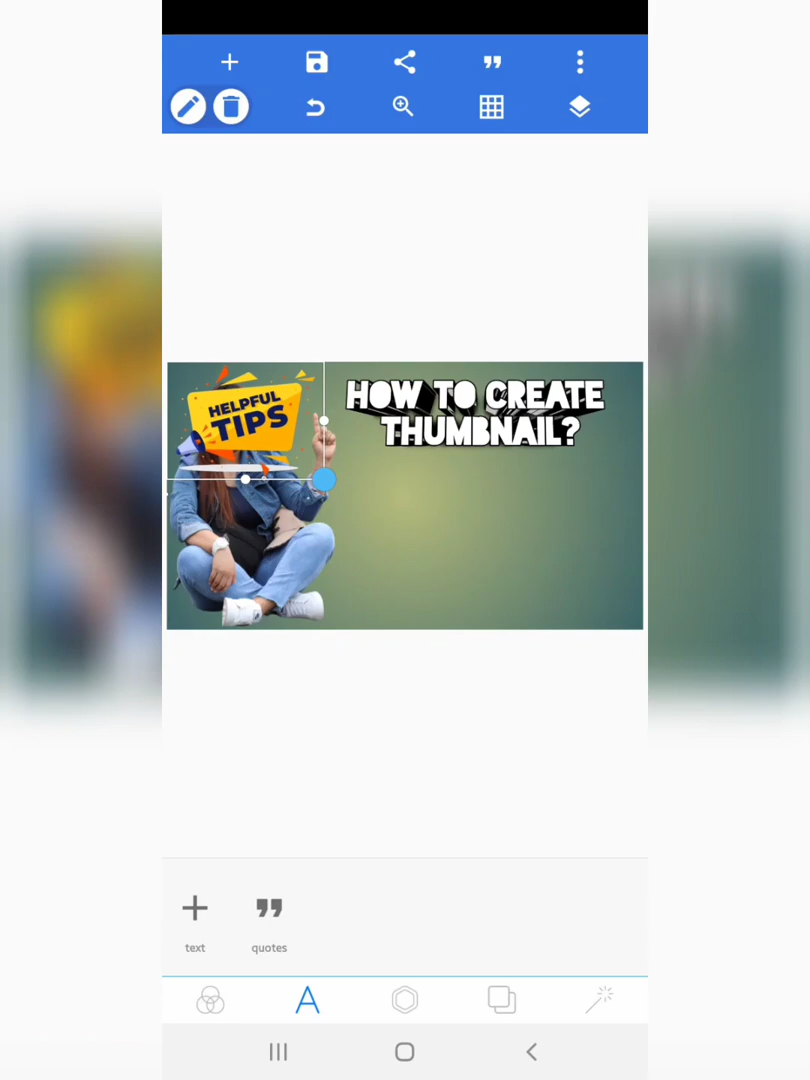 HELPFUL
TIPS
HOW TO CREATE
THUMBNAIL?
text
quotes